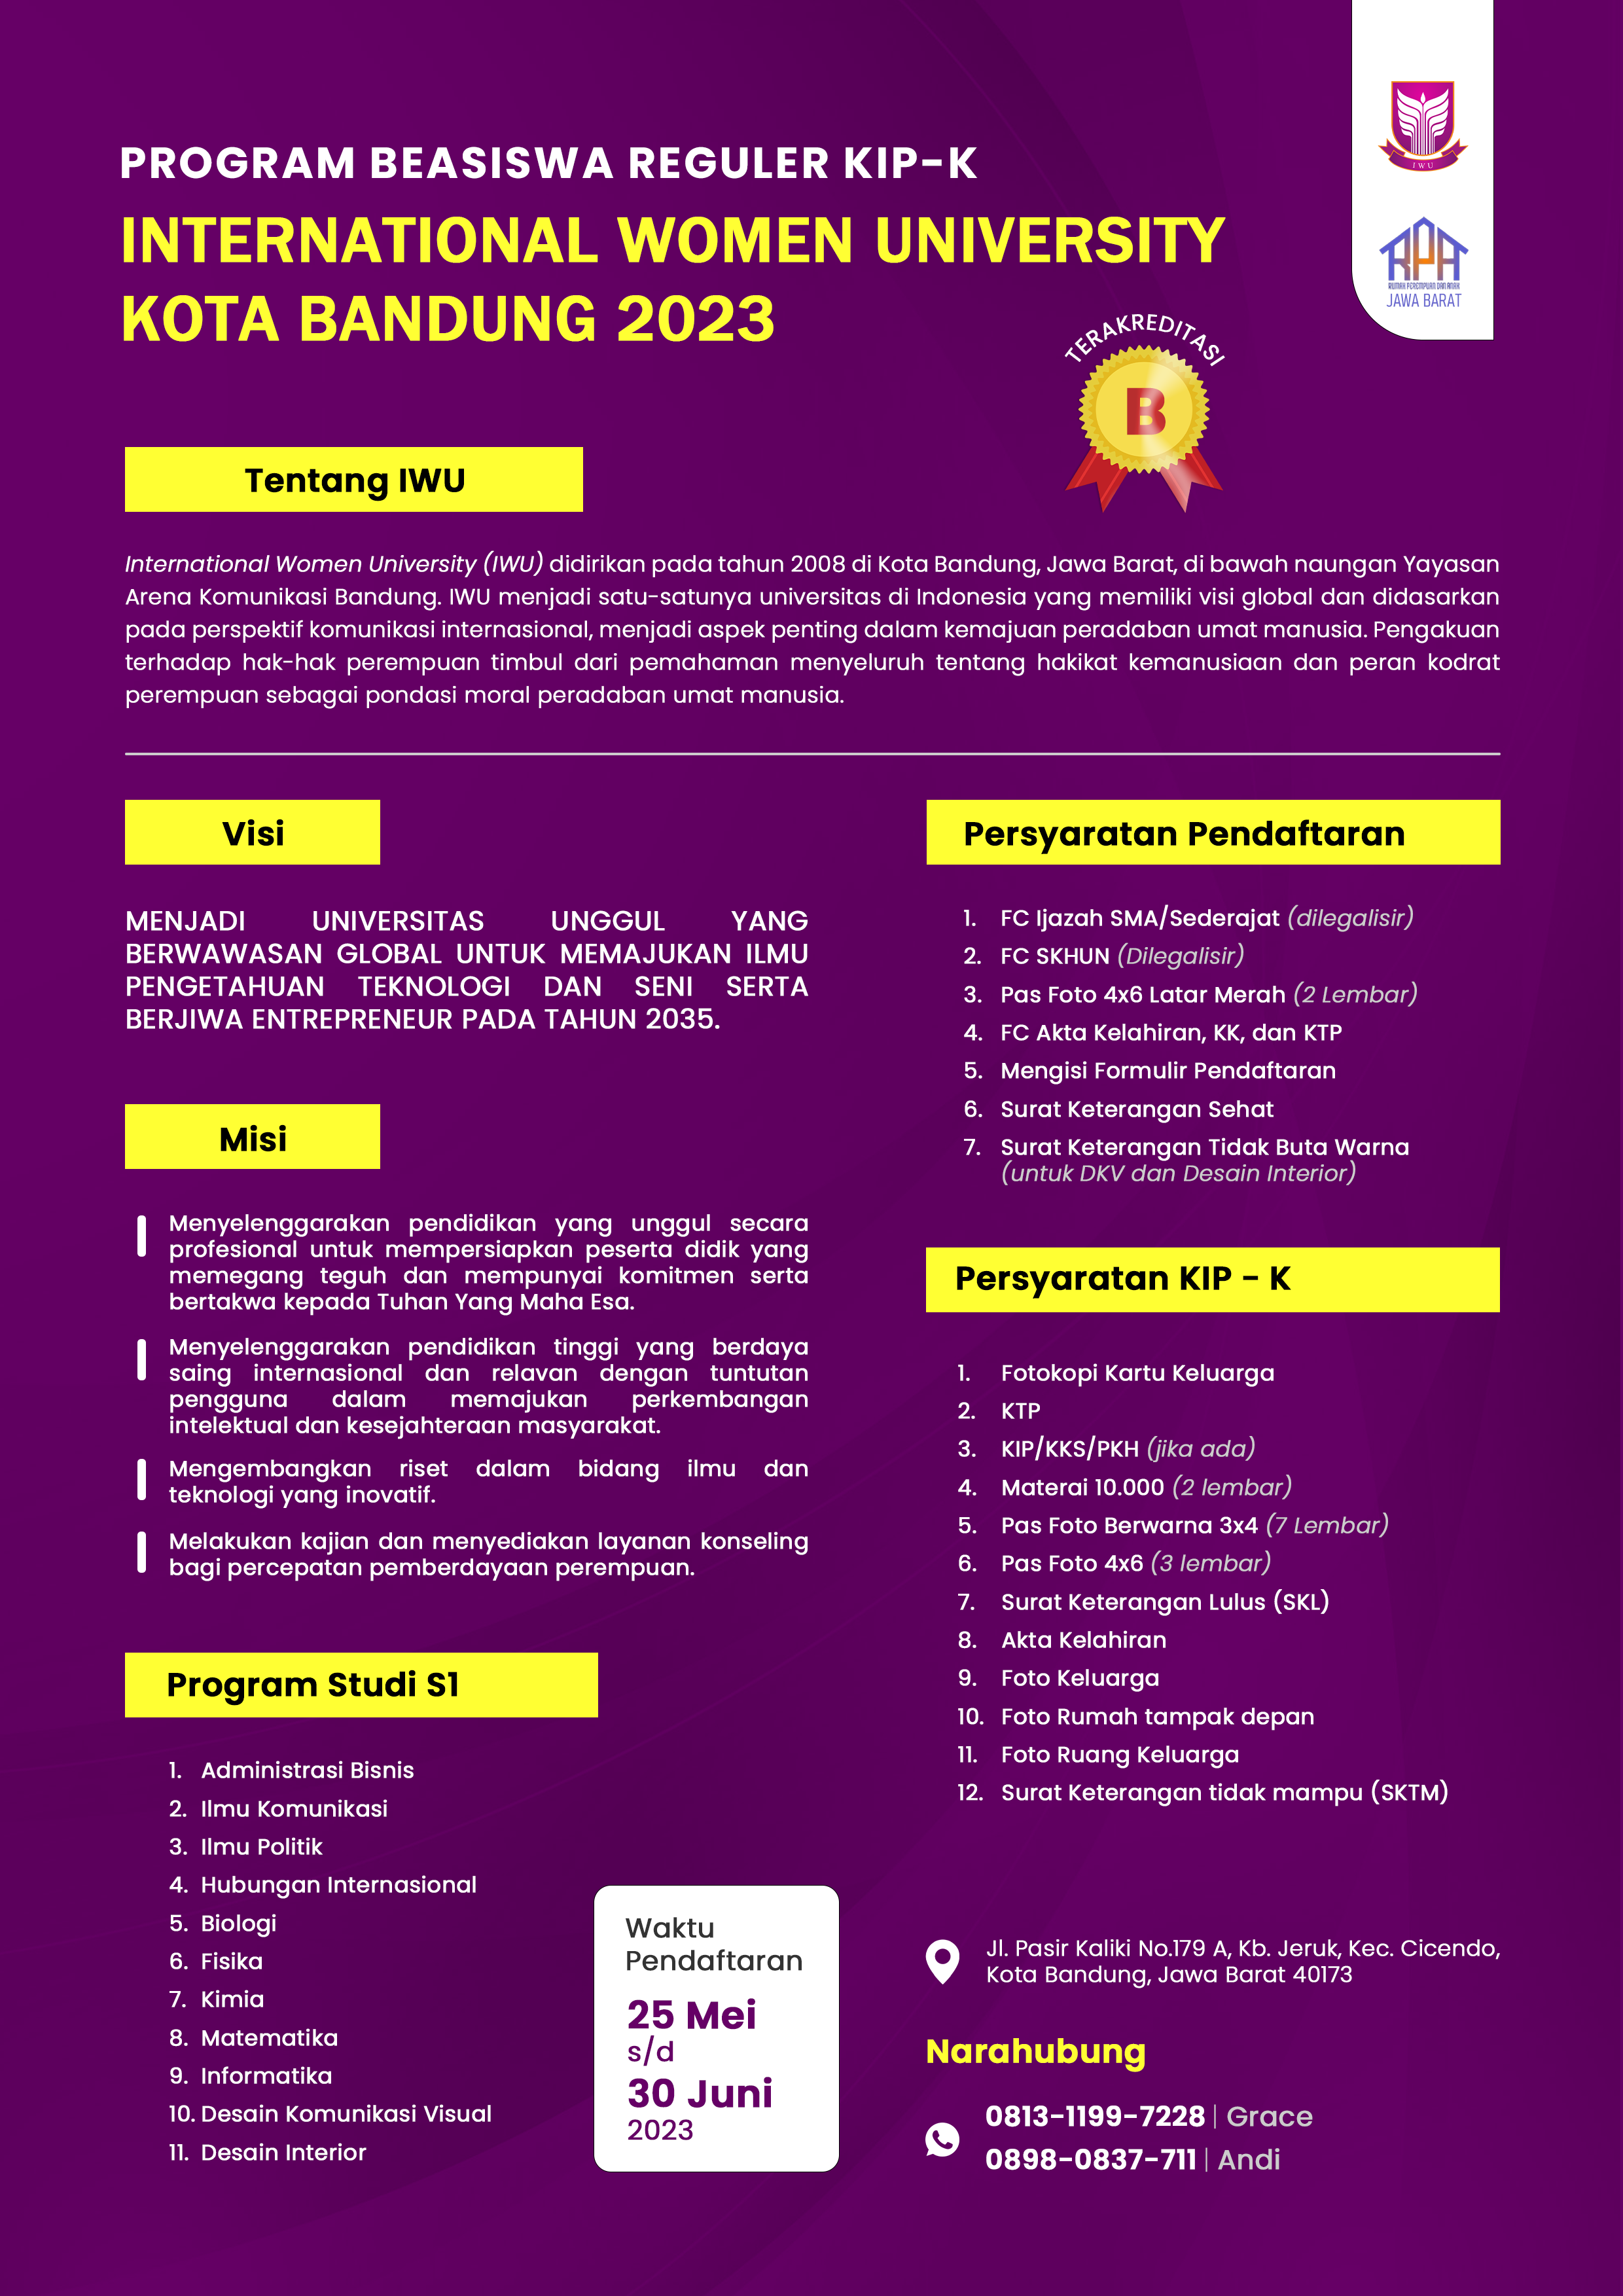 PROGRAM BEASISWA REGULER KIP-K
INTERNATIONAL WOMEN UNIVERSITY
KOTA BANDUNG 2023
IWU
RPA
RUMAH PEREMPUAN DAN ANAK
JAWA BARAT
TERAKREDITASI
B
Tentang IWU
International Women University (IWU) didirikan pada tahun 2008 di Kota Bandung, Jawa Barat, di bawah naungan Yayasan
Arena Komunikasi Bandung. IWU menjadi satu-satunya universitas di Indonesia yang memiliki visi global dan didasarkan
pada perspektif komunikasi internasional, menjadi aspek penting dalam kemajuan peradaban umat manusia. Pengakuan
terhadap hak-hak perempuan timbul dari pemahaman menyeluruh tentang hakikat kemanusiaan dan peran kodrat
perempuan sebagai pondasi moral peradaban umat manusia.
Visi
MENJADI UNIVERSITAS UNGGUL YANG
BERWAWASAN GLOBAL UNTUK MEMAJUKAN ILMU
PENGETAHUAN TEKNOLOGI DAN SENI SERTA
BERJIWA ENTREPRENEUR PADA TAHUN 2035.
Misi
Menyelenggarakan pendidikan yang unggul secara
profesional untuk mempersiapkan peserta didik yang
memegang teguh dan mempunyai komitmen serta
bertakwa kepada Tuhan Yang Maha Esa.
Menyelenggarakan pendidikan tinggi yang berdaya
saing internasional dan relavan dengan tuntutan
pengguna dalam memajukan perkembangan
intelektual dan kesejahteraan masyarakat.
Mengembangkan riset dalam bidang ilmu dan
teknologi yang inovatif.
Melakukan kajian dan menyediakan layanan konseling
bagi percepatan pemberdayaan perempuan.
Program Studi S1
1. Administrasi Bisnis
2. Ilmu Komunikasi
3. Ilmu Politik
4. Hubungan Internasional
5. Biologi
6. Fisika
7. Kimia
8. Matematika
9. Informatika
10. Desain Komunikasi Visual
11. Desain Interior
Waktu
Pendaftaran
25 Mei
s/d
30 Juni
2023
Persyaratan Pendaftaran
1. FC Ijazah SMA/Sederajat (dilegalisir)
2. FC SKHUN (Dilegalisir)
3. Pas Foto 4x6 Latar Merah (2 Lembar)
4. FC Akta Kelahiran, KK, dan KTP
5. Mengisi Formulir Pendaftaran
6. Surat Keterangan Sehat
7. Surat Keterangan Tidak Buta Warna
(untuk DKV dan Desain Interior)
Persyaratan KIP - K
1. Fotokopi Kartu Keluarga
2. KTP
3. KIP/KKS/PKH (jika ada)
4. Materai 10.000 (2 lembar)
5. Pas Foto Berwarna 3x4 (7 Lembar)
6. Pas Foto 4x6 (3 lembar)
7. Surat Keterangan Lulus (SKL)
8. Akta Kelahiran
9. Foto Keluarga
10. Foto Rumah tampak depan
11. Foto Ruang Keluarga
12. Surat Keterangan tidak mampu (SKTM)
Jl. Pasir Kaliki No.179 A, Kb. Jeruk, Kec. Cicendo,
Kota Bandung, Jawa Barat 40173
Narahubung
0813-1199-7228 | Grace
0898-0837-711 | Andi